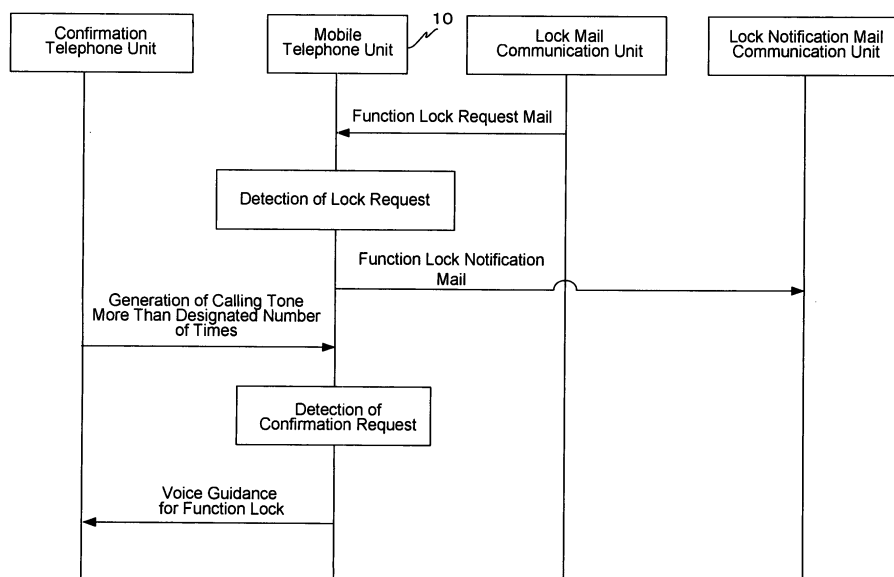 Confirmation
Telephone Unit
Mobile
Telephone Unit
10
Lock Mail
Communication Unit
Lock Notification Mail
Communication Unit
Function Lock Request Mail
Detection of Lock Request
Function Lock Notification
Mail
Generation of Calling Tone
More Than Designated Number
of Times
Detection of
Confirmation Request
Voice Guidance
for Function Lock